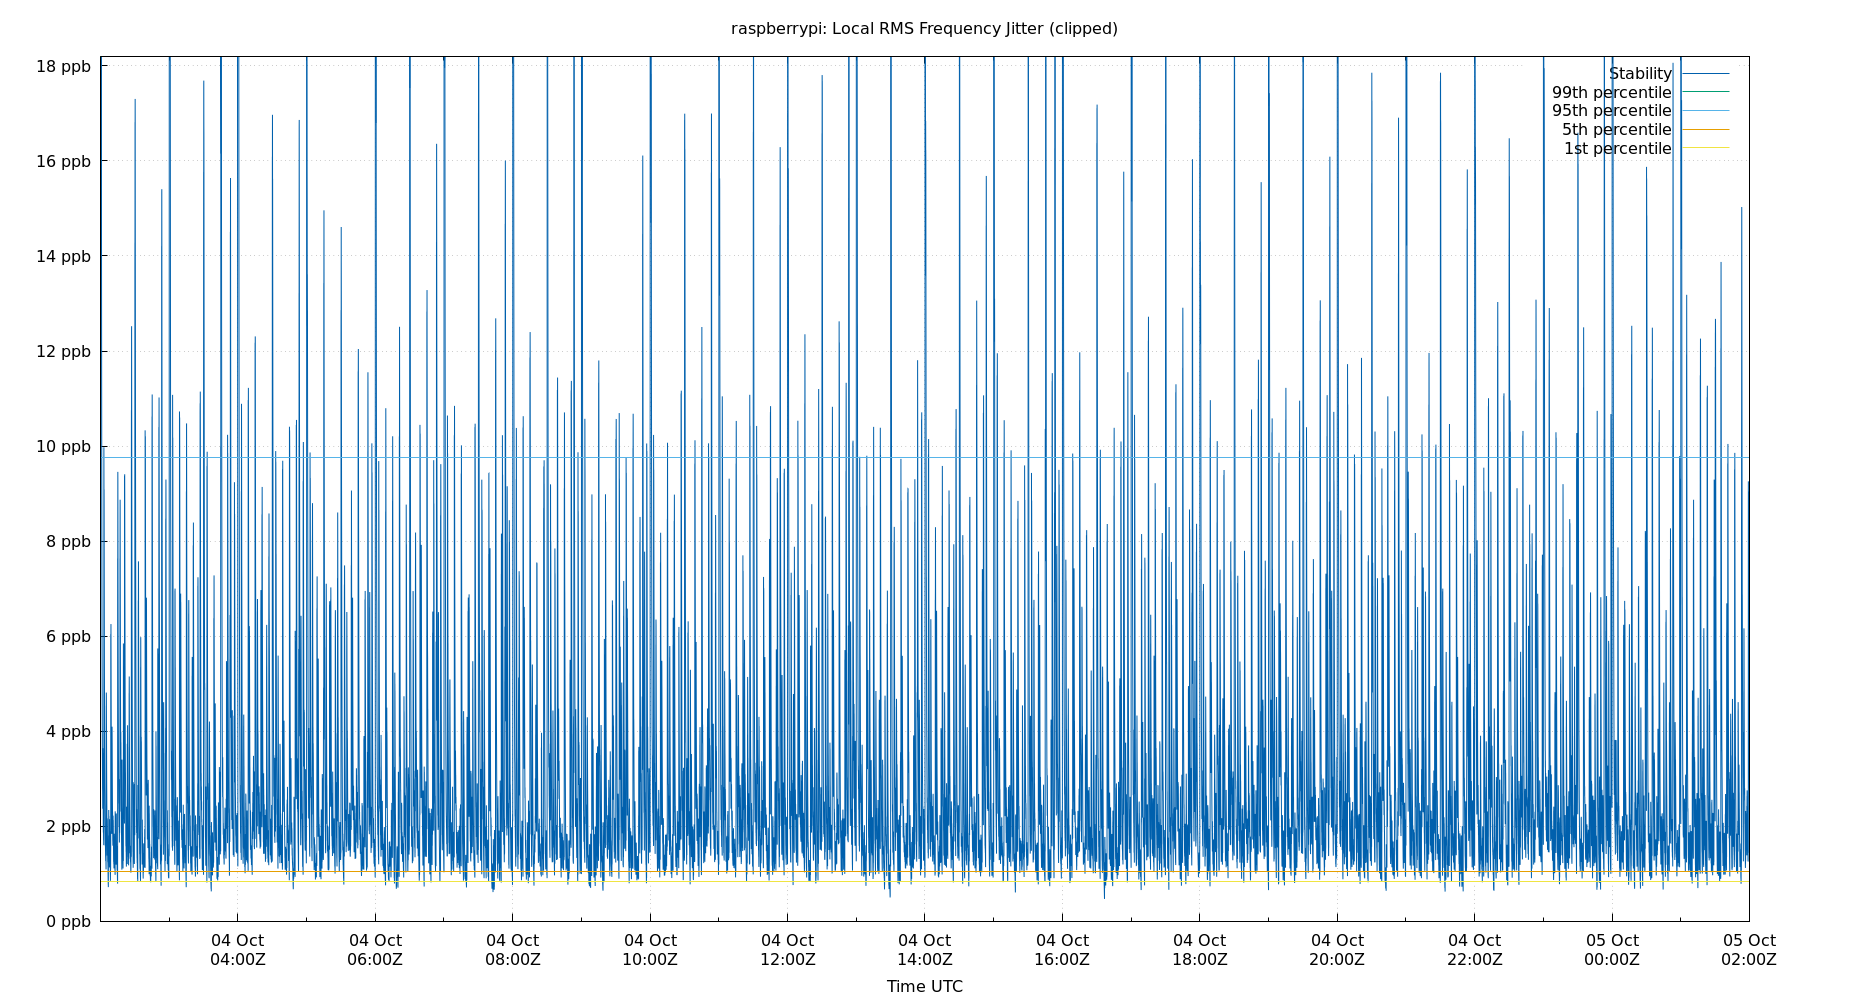 raspberrypi: Local RMS Frequency Jitter (clipped)
18 ppb
16 ppb
14 ppb
12 ppb
10 ppb
8 ppb
6 ppb
4 ppb
2 ppb
0 ppb
Stability
99th percentile
95th percentile
5th percentile
1st percentile
04 Oct 04 Oct 04 Oct 04 Oct 04 Oct 04 Oct 04 Oct 04 Oct 04 Oct 04 Oct 05 Oct 05 Oct
04:00Z 06:00Z 08:00Z 10:00Z 12:00Z 14:00Z 16:00Z 18:00Z 20:00Z 22:00Z 00:00Z 02:00Z
Time UTC